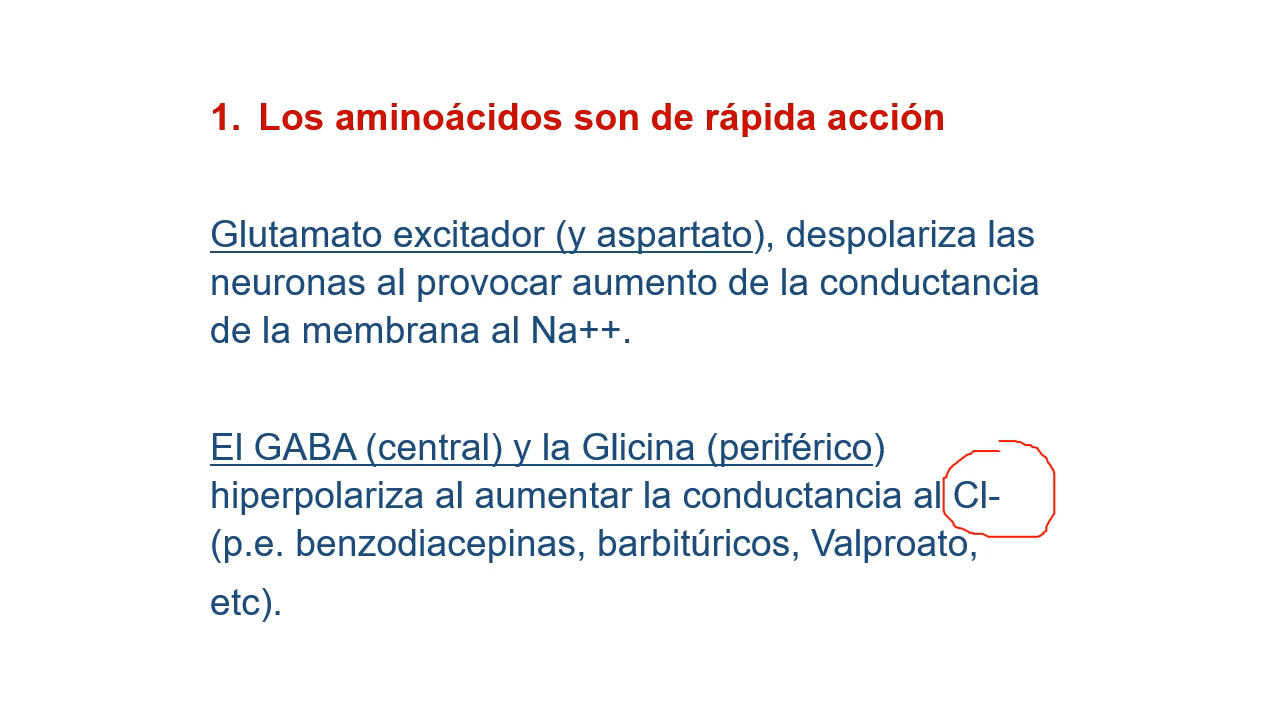 1. Los aminoácidos son de rápida acción
Glutamato excitador (y aspartato), despolariza las
neuronas al provocar aumento de la conductancia
de la membrana al Na++.
El GABA (central) y la Glicina (periférico)
hiperpolariza al aumentar la conductancia al Cl-
(p.e. benzodiacepinas, barbitúricos, Valproato,
etc).